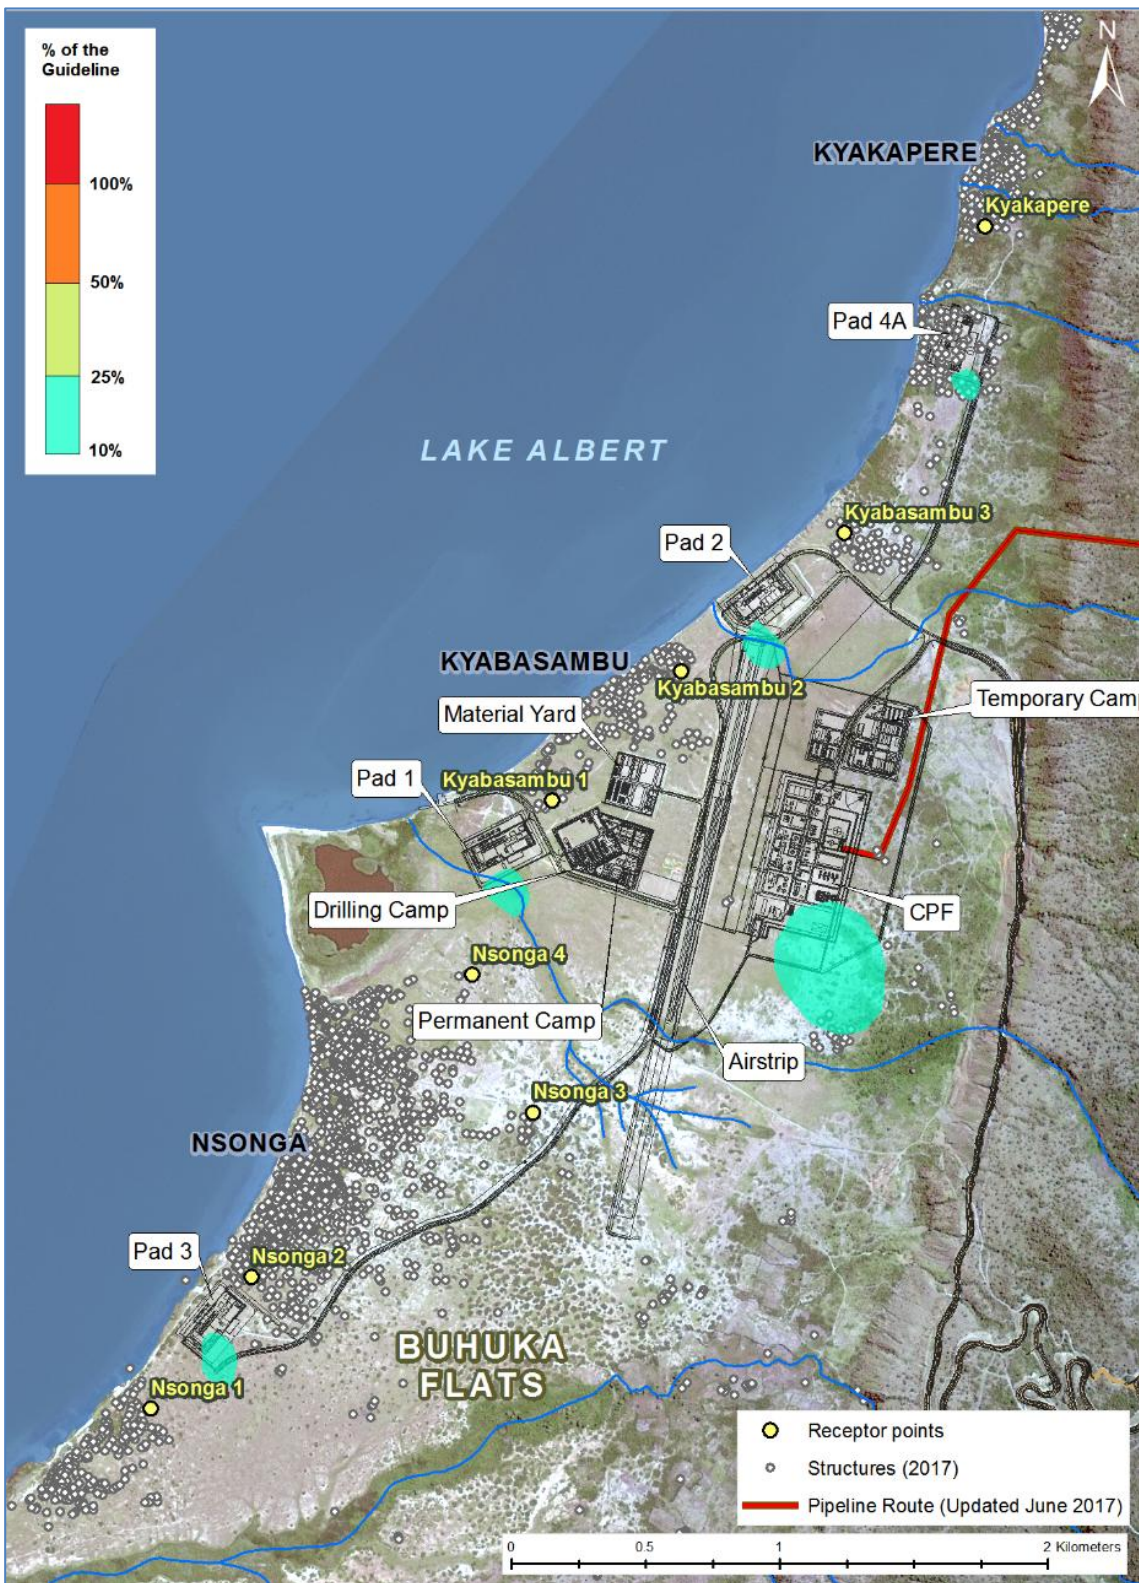 % of the
Guideline
100%
50%
25%
10%
N
KYAKAPERE
Kyakapere
Pad 4A
LAKE ALBERT
Kyabasambu 3
Pad 2
KYABASAMBU
Kyabasambu 2
Temporary Camp
Material Yard
Pad 1
Kyabasambu 1
Drilling Camp
CPF
Nsonga 4
Permanent Camp
Airstrip
Nsonga 3
NSONGA
Pad 3
Nsonga 2
BUHUKA
FLATS
Nsonga 1
Receptor points
Structures (2017)
Pipeline Route (Updated June 2017)
0 0.5 1 2 Kilometers